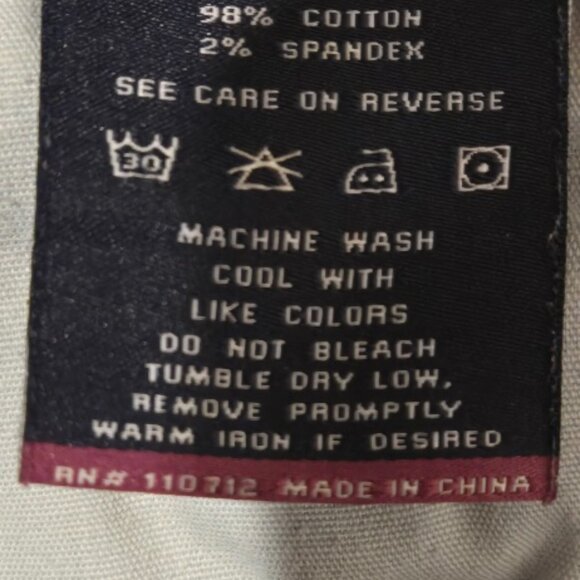 98% COTTON
2% SPANDEX
SEE CARE ON REVERSE
30
MACHINE WASH
COOL WITH
LIKE COLORS
DO NOT BLEACH
TUMBLE DRY LOW,
REMOVE PROMPTLY
WARM IRON IF DESIRED
RN# 110712 MADE IN CHINA